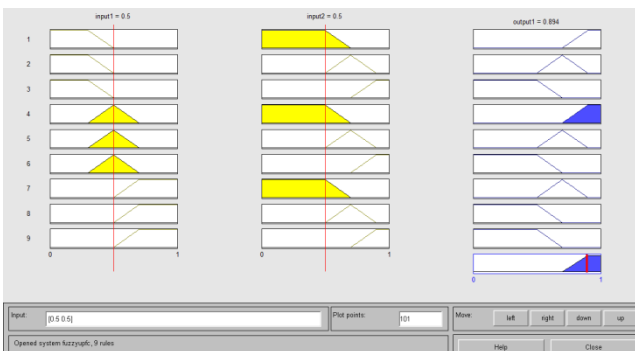 input1 = 0.5
input2 = 0.5
output1 = 0.894
1
2
3
4
5
6
7
8
9
0 1
0 1
0 1
Input: [0.5 0.5]
Plot points: 101
Move: left right down up
Opened system fuzzyupfc, 9 rules
Help Close